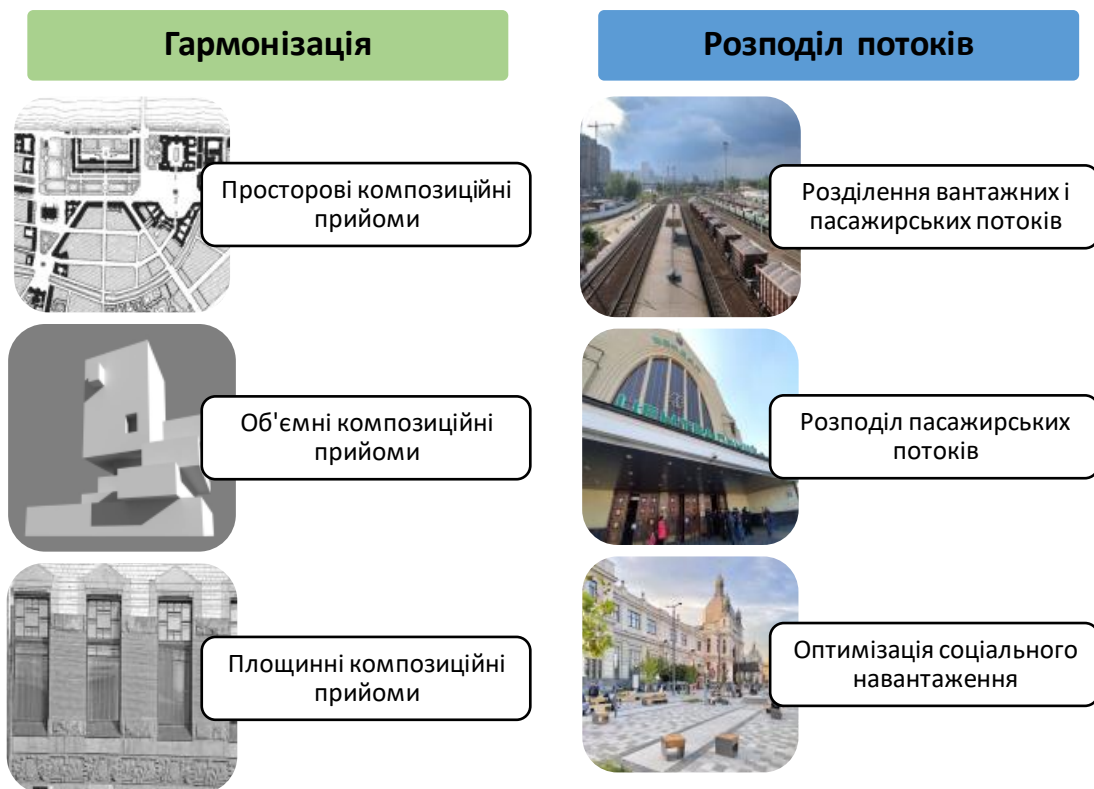 Гармонізація
Просторові композиційні
прийоми
Об'ємні композиційні
прийоми
Площинні композиційні
прийоми
Розподіл потоків
Розділення вантажних і
пасажирських потоків
Розподіл пасажирських
потоків
Оптимізація соціального
навантаження